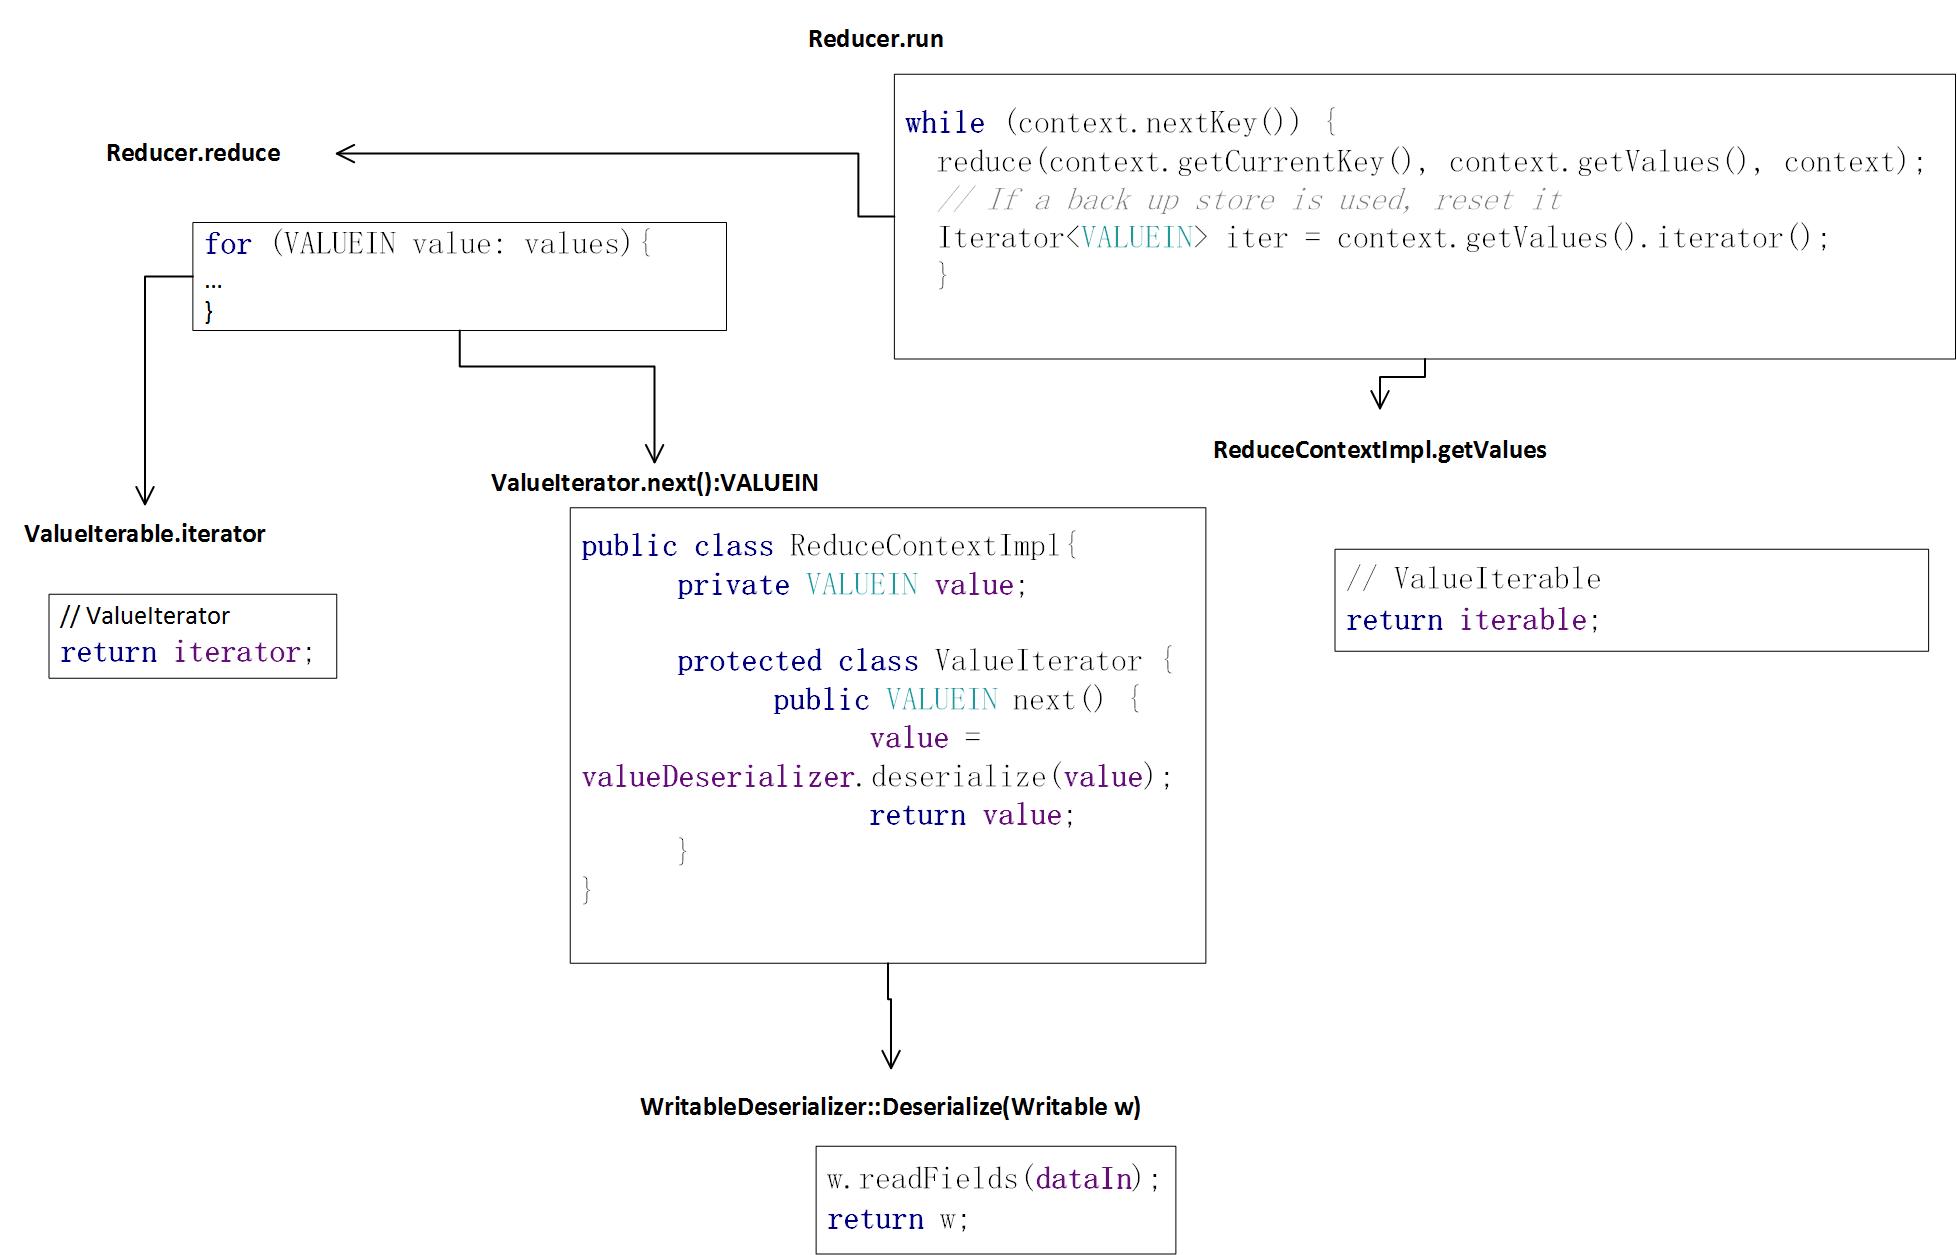 Reducer.run
while (context.nextKey()) {
reduce(context.getCurrentKey(), context.getValues(), context);
// If a back up store is used, reset it
Iterator<VALUEIN> iter = context.getValues().iterator();
}
Reducer.reduce
for (VALUEIN value: values){
...
}
ReduceContextImpl.getValues
// ValueIterable
return iterable;
ValueIterable.iterator
// ValueIterator
return iterator;
ValueIterator.next():VALUEIN
public class ReduceContextImpl{
private VALUEIN value;
protected class ValueIterator {
public VALUEIN next() {
value =
valueDeserializer.deserialize(value);
return value;
}
}
WritableDeserializer::Deserialize(Writable w)
w.readFields(dataIn);
return w;